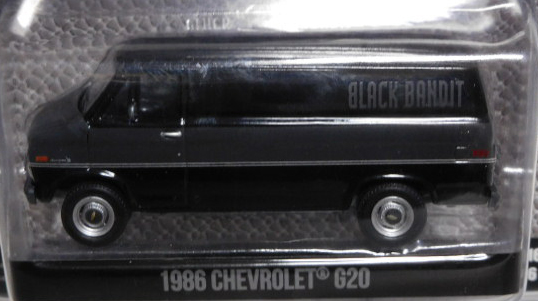 BLACK BANDIT
1986 CHEVROLET® G20